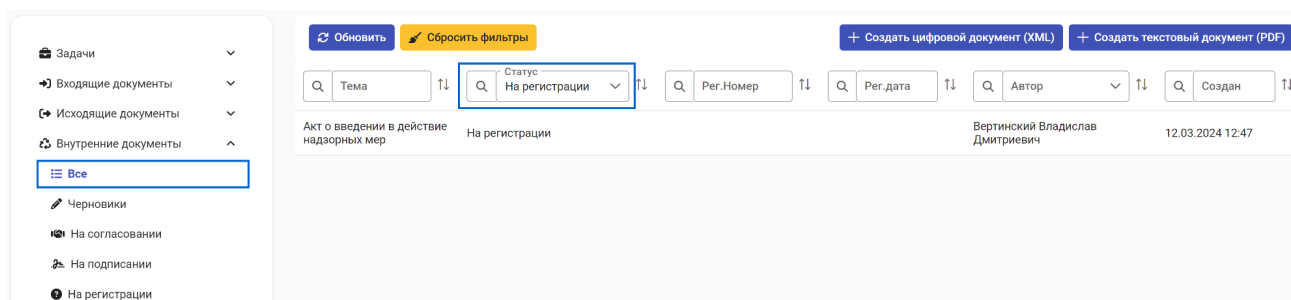 Задачи
Входящие документы
Исходящие документы
Внутренние документы
Все
Черновики
На согласовании
На подписании
На регистрации
Обновить
Сбросить фильтры
Создать цифровой документ (XML)
Создать текстовый документ (PDF)
Тема
Статус
На регистрации
Рег.Номер
Рег.дата
Автор
Создан
Акт о введении в действие
надзорных мер
На регистрации
Вертинский Владислав
Дмитриевич
12.03.2024 12:47